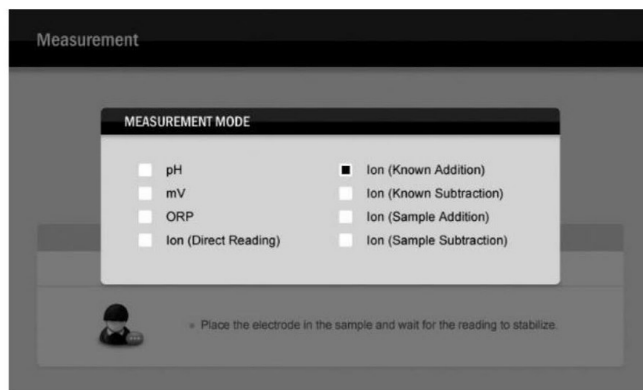 Measurement
MEASUREMENT MODE
pH
mV
ORP
Ion (Direct Reading)
Ion (Known Addition)
Ion (Known Subtraction)
Ion (Sample Addition)
Ion (Sample Subtraction)
Place the electrode in the sample and wait for the reading to stabilize.